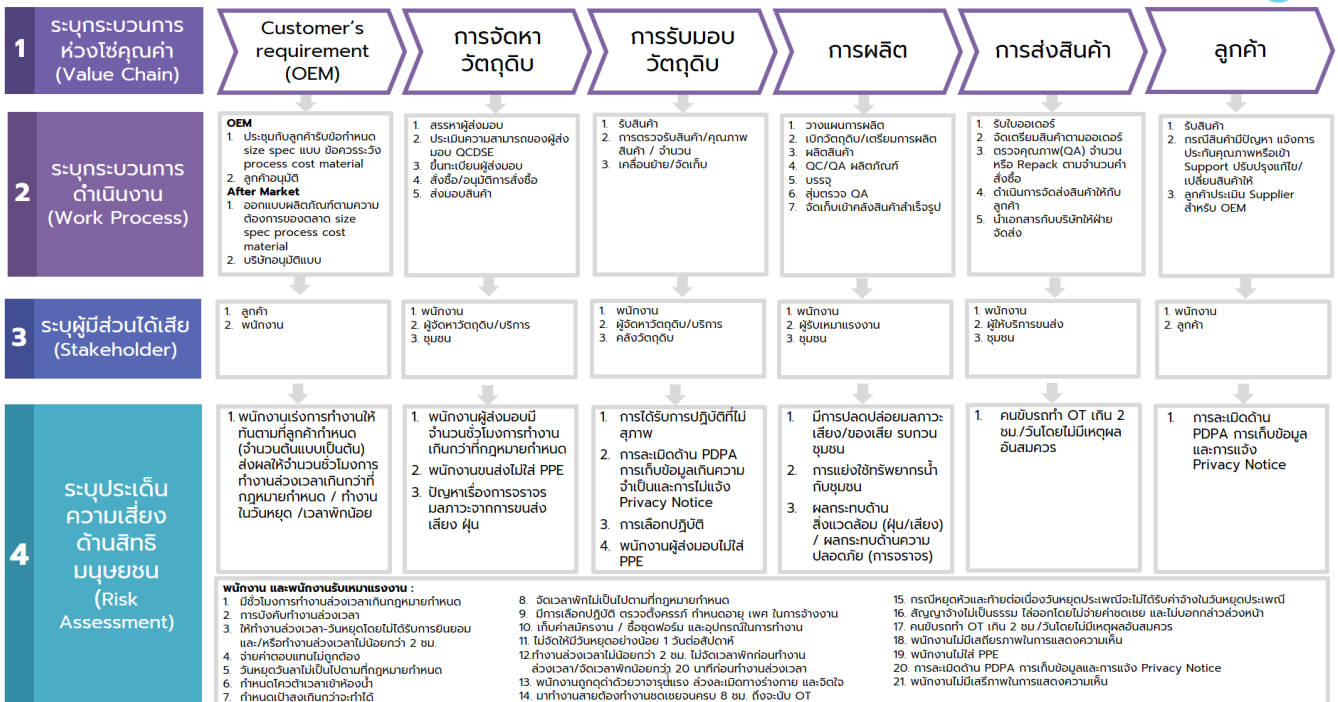 1
ระบุกระบวนการ
ห่วงโซ่คุณค่า
(Value Chain)
Customer's
requirement
(OEM)
การจัดหา
วัตถุดิบ
การรับมอบ
วัตถุดิบ
การผลิต
การส่งสินค้า
ลูกค้า
2
ระบุกระบวนการ
ดำเนินงาน
(Work Process)
OEM
1. ประชุมกับลูกค้ารับข้อกำหนด
size spec แบบ ข้อควรระวัง
process cost material
2. ลูกค้าอนุมัติ
After Market
1. ออกแบบผลิตภัณฑ์ตามความ
ต้องการของตลาด size
spec process cost
material
2. บริษัทอนุมัติแบบ
1. สรรหาผู้ส่งมอบ
2. ประเมินความสามารถของผู้ส่ง
มอบ QCDSE
3. ขึ้นทะเบียนผู้ส่งมอบ
4. สั่งซื้อ/อนุมัติการสั่งซื้อ
5. ส่งมอบสินค้า
1. รับสินค้า
2. การตรวจรับสินค้า/คุณภาพ
สินค้า / จำนวน
3. เคลื่อนย้าย/จัดเก็บ
1. วางแผนการผลิต
2. เบิกวัตถุดิบ/เตรียมการผลิต
3. ผลิตสินค้า
4. QC/QA ผลิตภัณฑ์
5. บรรจุ
6. สุ่มตรวจ QA
7. จัดเก็บเข้าคลังสินค้าสำเร็จรูป
1. รับใบออเดอร์
2. จัดเตรียมสินค้าตามออเดอร์
3. ตรวจคุณภาพ(QA) จำนวน
หรือ Repack ตามจำนวนคำ
สั่งซื้อ
4. ดำเนินการจัดส่งสินค้าให้กับ
ลูกค้า
5. นำเอกสารกับบริษัทให้ฝ่าย
จัดส่ง
1. รับสินค้า
2. กรณีสินค้ามีปัญหา แจ้งการ
ประกันคุณภาพหรือเข้า
Support ปรับปรุงแก้ไข/
เปลี่ยนสินค้าให้
3. ลูกค้าประเมิน Supplier
สำหรับ OEM
3
ระบุผู้มีส่วนได้เสีย
(Stakeholder)
1. ลูกค้า
2. พนักงาน
1. พนักงาน
2. ผู้จัดหาวัตถุดิบ/บริการ
3. ชุมชน
1. พนักงาน
2. ผู้จัดหาวัตถุดิบ/บริการ
3. คลังวัตถุดิบ
1. พนักงาน
2. ผู้รับเหมาแรงงาน
3. ชุมชน
1. พนักงาน
2. ผู้ให้บริการขนส่ง
3. ชุมชน
1. พนักงาน
2. ลูกค้า
4
ระบุประเด็น
ความเสี่ยง
ด้านสิทธิ
มนุษยชน
(Risk
Assessment)
1. พนักงานเร่งการทำงานให้
ทันตามที่ลูกค้ากำหนด
(จำนวนต้นแบบเป็นต้น)
ส่งผลให้จำนวนชั่วโมงการ
ทำงานล่วงเวลาเกินกว่าที่
กฎหมายกำหนด / ทำงาน
ในวันหยุด /เวลาพักน้อย
1. พนักงานผู้ส่งมอบมี
จำนวนชั่วโมงการทำงาน
เกินกว่าที่กฎหมายกำหนด
2. พนักงานขนส่งไม่ใส่ PPE
3. ปัญหาเรื่องการจราจร
มลภาวะจากการขนส่ง
เสียง ฝุ่น
1. การได้รับการปฏิบัติที่ไม่
สุภาพ
2. การละเมิดด้าน PDPA
การเก็บข้อมูลเกินความ
จำเป็นและการไม่แจ้ง
Privacy Notice
3. การเลือกปฏิบัติ
4. พนักงานผู้ส่งมอบไม่ใส่
PPE
1. มีการปลดปล่อยมลภาวะ
เสียง/ของเสีย รบกวน
ชุมชน
2. การแย่งใช้ทรัพยากรน้ำ
กับชุมชน
3. ผลกระทบด้าน
สิ่งแวดล้อม (ฝุ่น/เสียง)
/ ผลกระทบด้านความ
ปลอดภัย (การจราจร)
1. คนขับรถทำ OT เกิน 2
ชม./วันโดยไม่มีเหตุผล
อันสมควร
1. การละเมิดด้าน
PDPA การเก็บข้อมูล
และการแจ้ง
Privacy Notice
พนักงาน และพนักงานรับเหมาแรงงาน :
1. มีชั่วโมงการทำงานล่วงเวลาเกินกฎหมายกำหนด
2. การบังคับทำงานล่วงเวลา
3. ให้ทำงานล่วงเวลา-วันหยุดโดยไม่ได้รับการยินยอม
และ/หรือทำงานล่วงเวลาไม่น้อยกว่า 2 ชม.
4. จ่ายค่าตอบแทนไม่ถูกต้อง
5. วันหยุดวันลาไม่เป็นไปตามที่กฎหมายกำหนด
6. กำหนดโควต้าเวลาเข้าห้องน้ำ
7. กำหนดเป้าสูงเกินกว่าจะทำได้
8. จัดเวลาพักไม่เป็นไปตามที่กฎหมายกำหนด
9. มีการเลือกปฏิบัติ ตรวจตั้งครรภ์ กำหนดอายุ เพศ ในการจ้างงาน
10. เก็บค่าสมัครงาน / ซื้อชุดฟอร์ม และอุปกรณ์ในการทำงาน
11. ไม่จัดให้มีวันหยุดอย่างน้อย 1 วันต่อสัปดาห์
12.ทำงานล่วงเวลาไม่น้อยกว่า 2 ชม. ไม่จัดเวลาพักก่อนทำงาน
ล่วงเวลา/จัดเวลาพักน้อยกว่า 20 นาทีก่อนทำงานล่วงเวลา
13. พนักงานถูกดุด่าด้วยวาจารุนแรง ล่วงละเมิดทางร่างกาย และจิตใจ
14. มาทำงานสายต้องทำงานชดเชยจนครบ 8 ชม. ถึงจะนับ OT
15. กรณีหยุดหัวและท้ายต่อเนื่องวันหยุดประเพณีจะไม่ได้รับค่าจ้างในวันหยุดประเพณี
16. สัญญาจ้างไม่เป็นธรรม ไล่ออกโดยไม่จ่ายค่าชดเชย และไม่บอกกล่าวล่วงหน้า
17. คนขับรถทำ OT เกิน 2 ชม./วันโดยไม่มีเหตุผลอันสมควร
18. พนักงานไม่มีเสถียรภาพในการแสดงความเห็น
19. พนักงานไม่ใส่ PPE
20. การละเมิดด้าน PDPA การเก็บข้อมูลและการแจ้ง Privacy Notice
21. พนักงานไม่มีเสรีภาพในการแสดงความเห็น